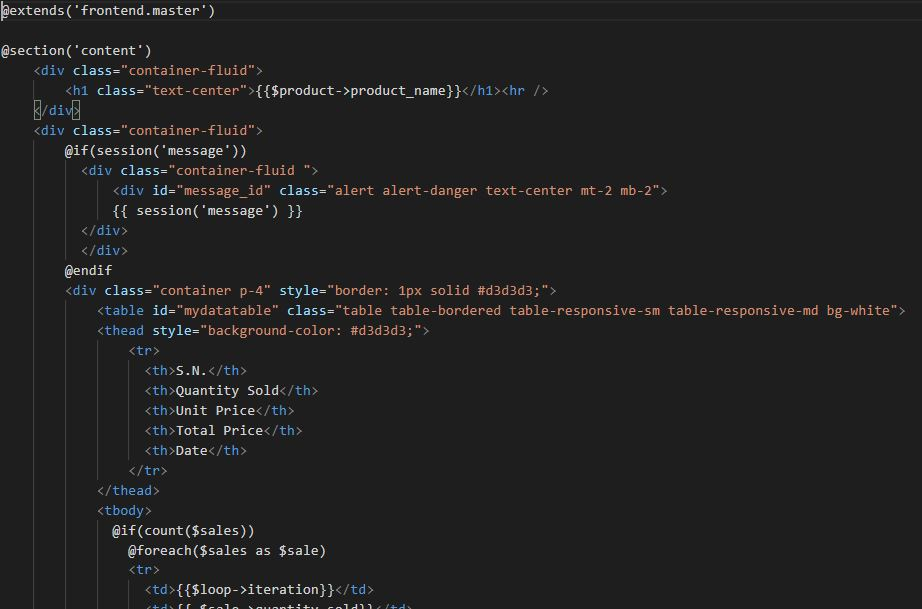 @extends('frontend.master')
@section('content')
<div class="container-fluid">
<h1 class="text-center">{{$product->product_name}}</h1><hr />
</div>
<div class="container-fluid">
@if(session('message'))
<div class="container-fluid ">
<div id="message_id" class="alert alert-danger text-center mt-2 mb-2">
{{ session('message') }}
</div>
</div>
@endif
<div class="container p-4" style="border: 1px solid #d3d3d3;">
<table id="mydatatable" class="table table-bordered table-responsive-sm table-responsive-md bg-white">
<thead style="background-color: #d3d3d3;">
<tr>
<th>S.N.</th>
<th>Quantity Sold</th>
<th>Unit Price</th>
<th>Total Price</th>
<th>Date</th>
</tr>
</thead>
<tbody>
@if(count($sales))
@foreach($sales as $sale)
<tr>
<td>{{$loop->iteration}}</td>
<td>{{ $sale->quantity_sold}}</td>